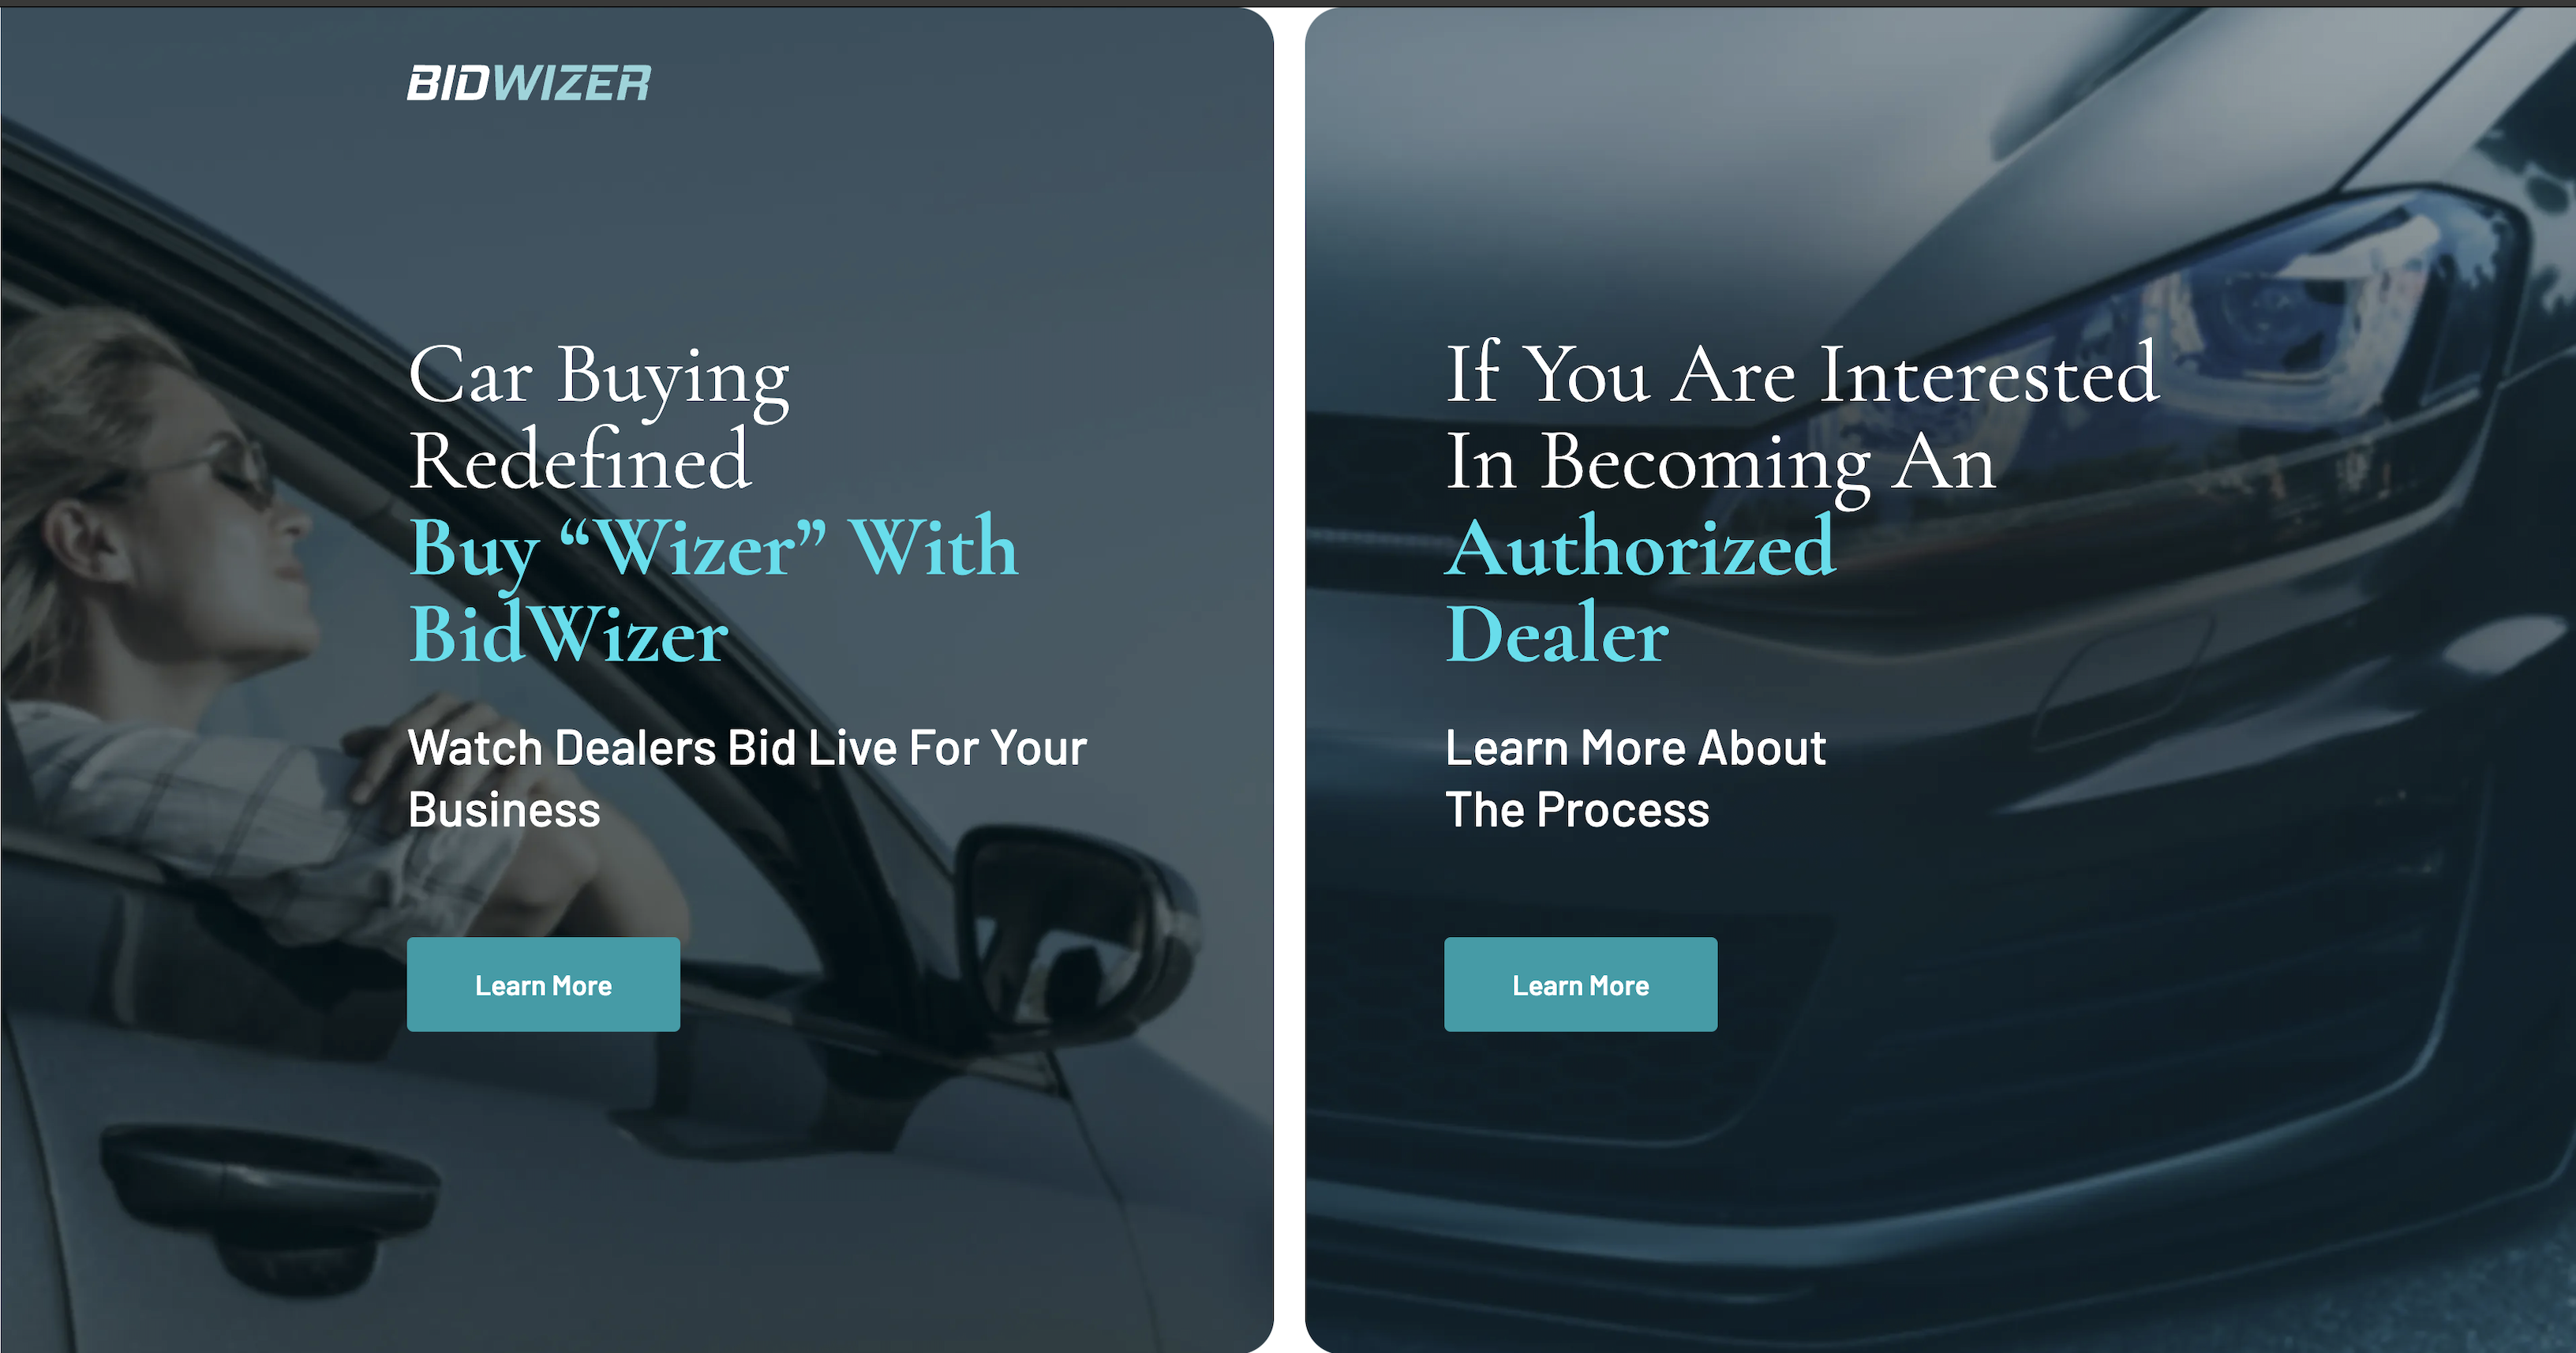 BIDWIZER
Car Buying
Redefined
Buy “Wizer” With
BidWizer
Watch Dealers Bid Live For Your
Business
Learn More
If You Are Interested
In Becoming An
Authorized
Dealer
Learn More About
The Process
Learn More